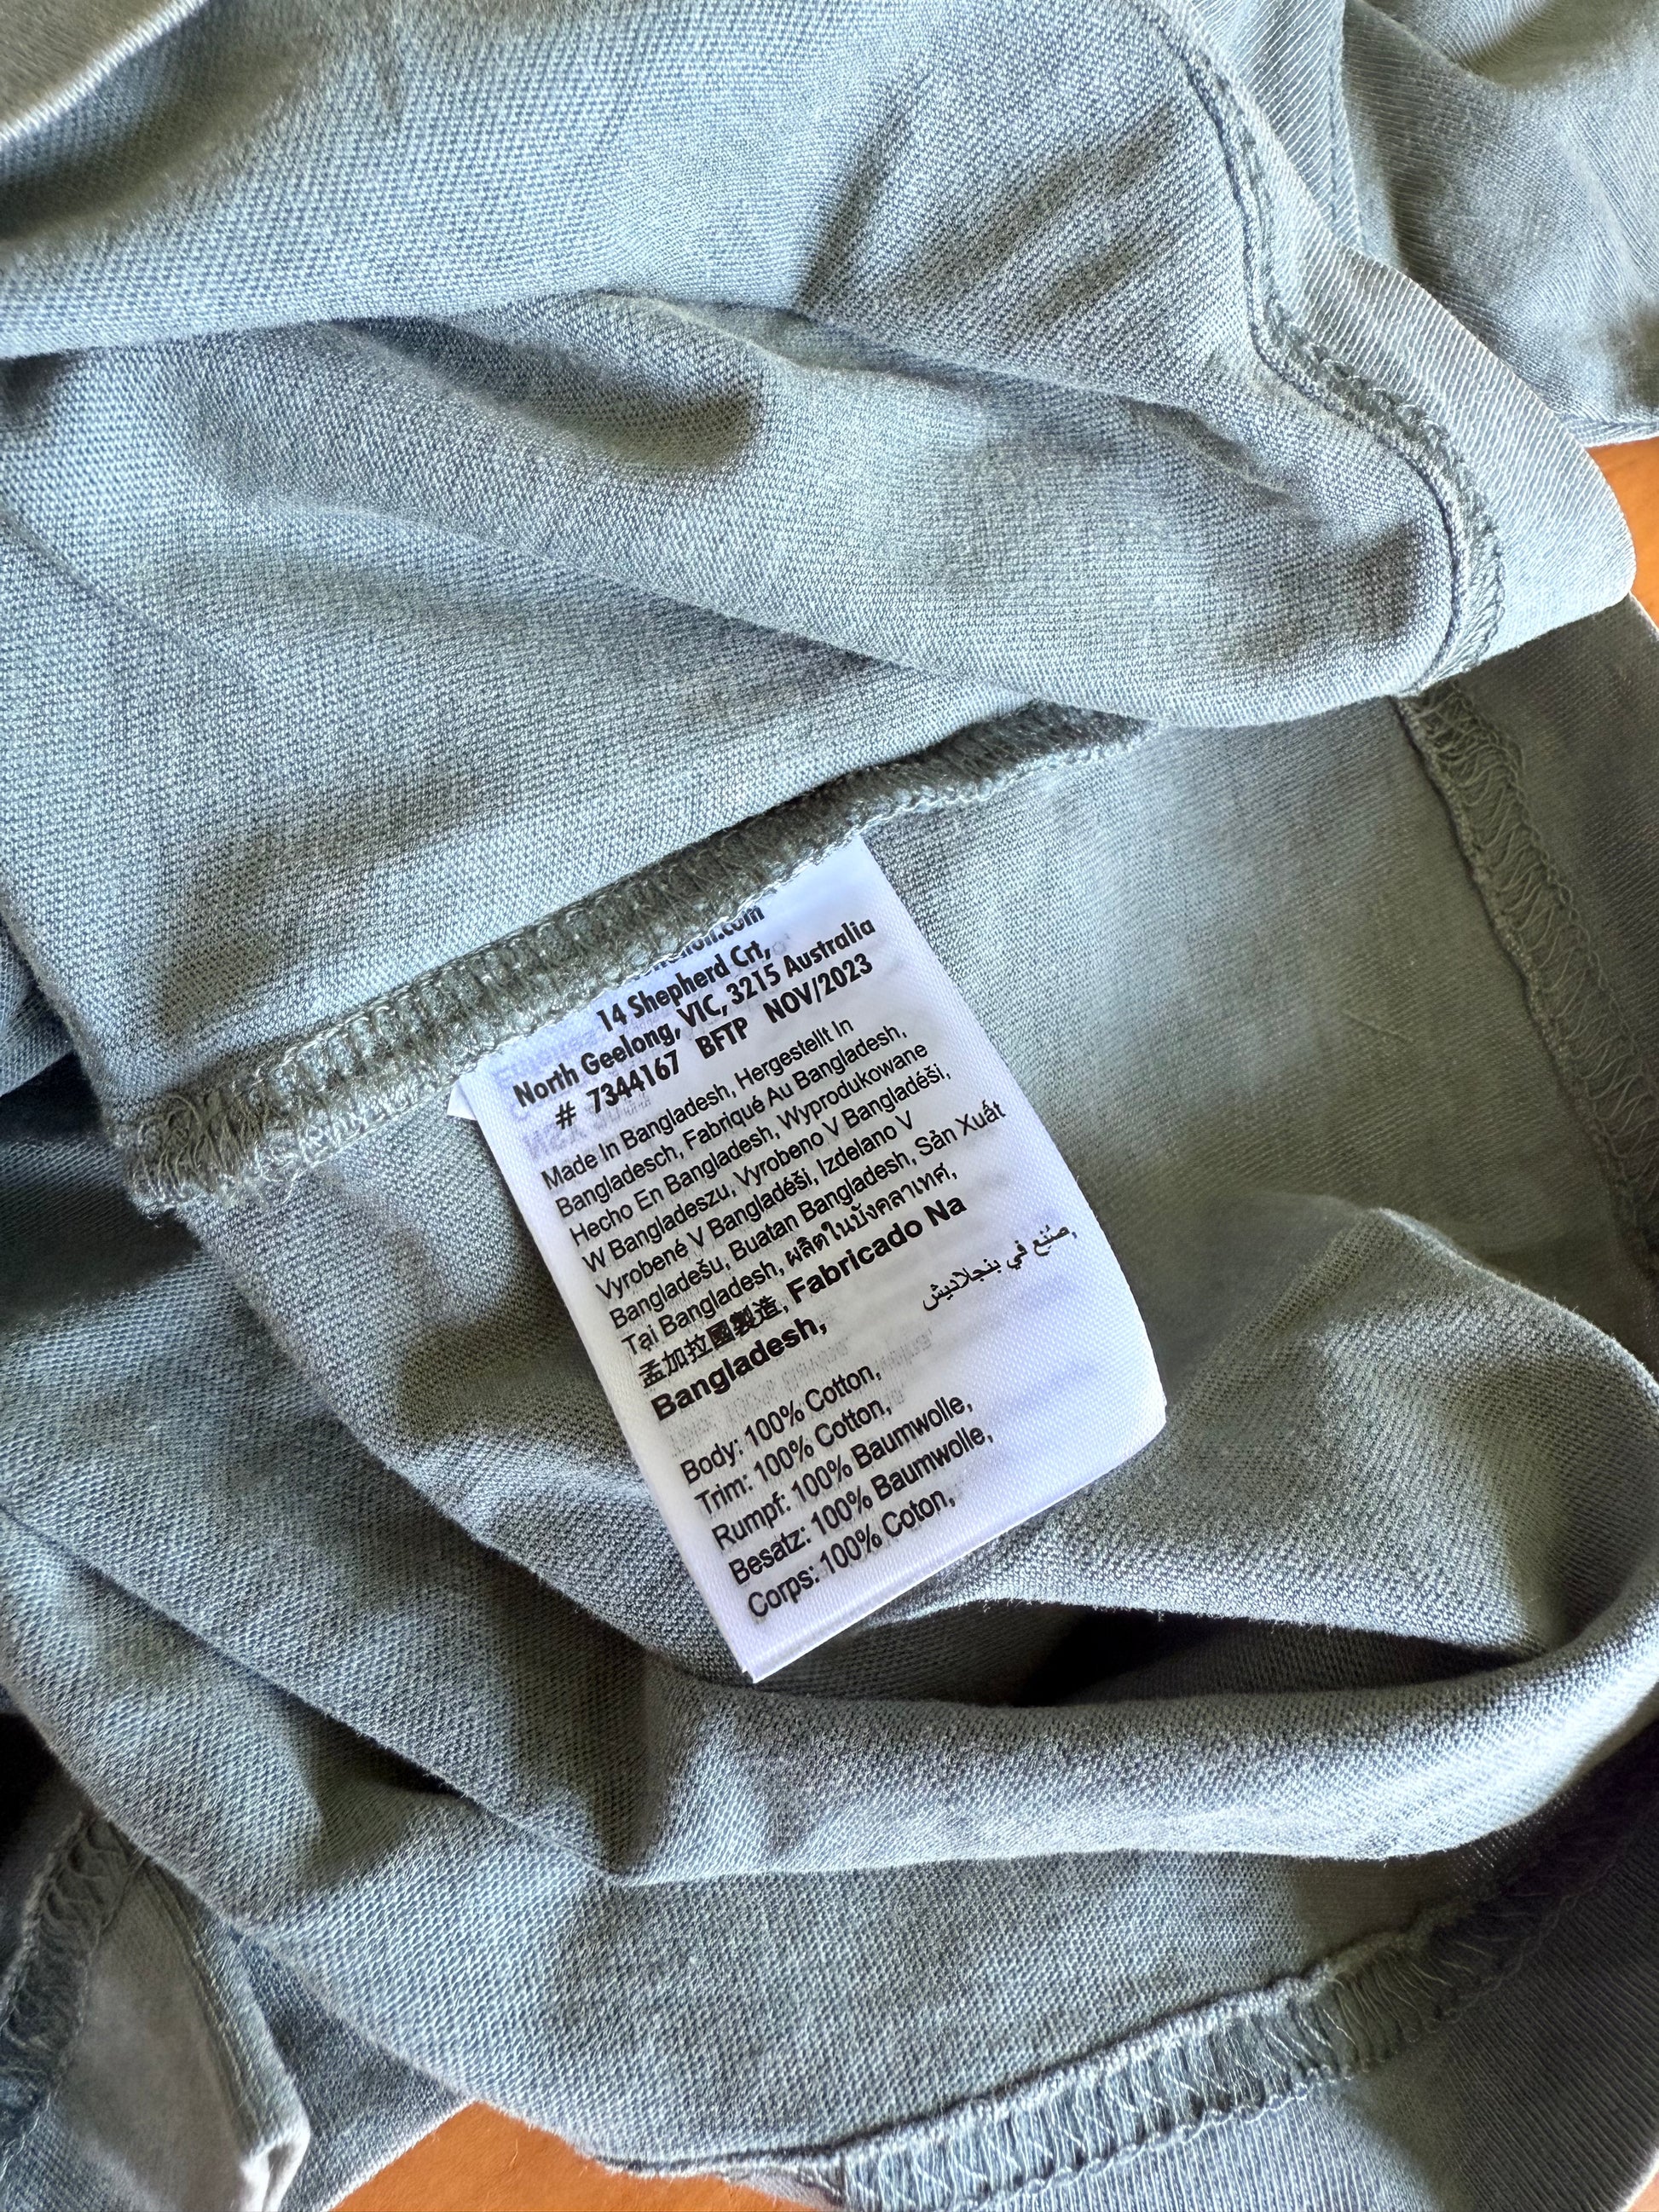 14 Shepherd Crt,
North Geelong, VIC, 3215 Australia
# 7344167 BFTP NOV/2023
Made In Bangladesh, Hergestellt In
Bangladesch, Fabriqué Au Bangladesh,
Hecho En Bangladesh, Wyprodukowane
W Bangladeszu, Vyrobeno V Bangladéši,
Vyrobené V Bangladéši, Izdelano V
Bangladešu, Buatan Bangladesh, Sản Xuất
Tại Bangladesh, ผลิตในบังคลาเทศ,
孟加拉國製造, Fabricado Na
Bangladesh, صُنع في بنجلاديش,
Body: 100% Cotton,
Trim: 100% Cotton,
Rumpf: 100% Baumwolle,
Besatz: 100% Baumwolle,
Corps: 100% Coton,